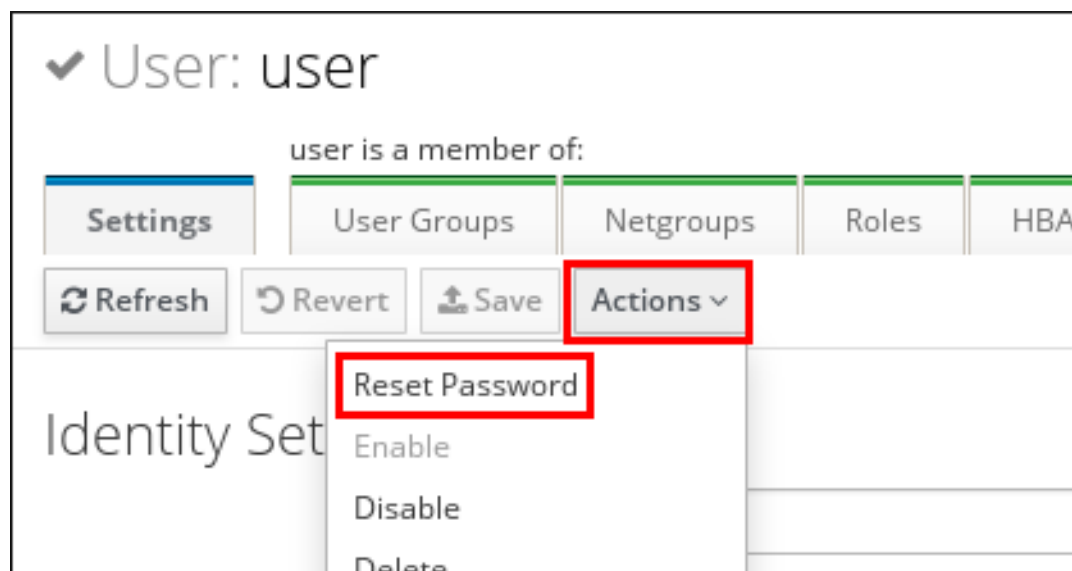 User: user
user is a member of:
Settings User Groups Netgroups Roles HBA
Refresh Revert Save Actions
Reset Password
Identity Set
Enable
Disable
Delete